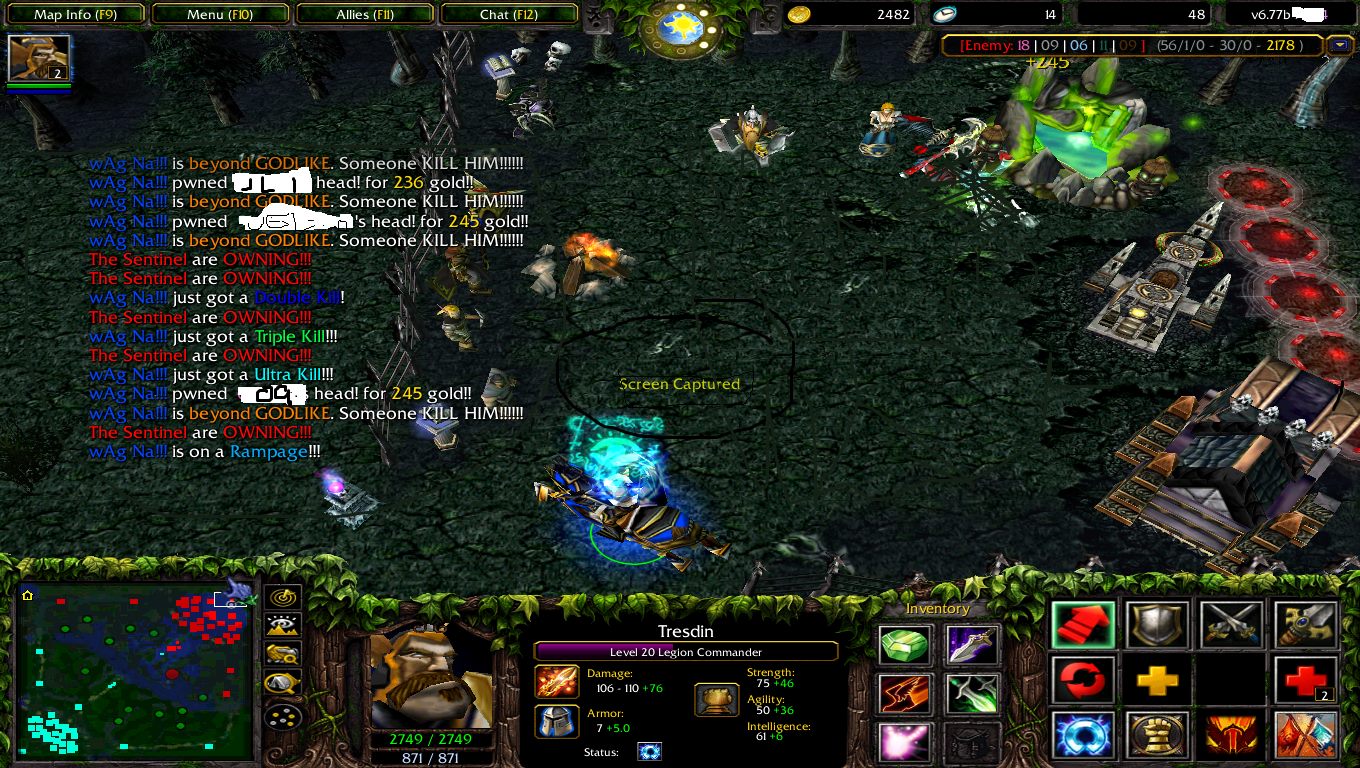 Map Info (F9)
Menu (F10)
Allies (F11)
Chat (F12)
2482
14
48
v6.77b
[Enemy: 18 | 09 | 06 | 11 | 09 ] (56/1/0 - 30/0 - 2178 )
2
+245
wAg Na!!! is beyond GODLIKE. Someone KILL HIM!!!!!!
wAg Na!!! pwned head! for 236 gold!!
wAg Na!!! is beyond GODLIKE. Someone KILL HIM!!!!!!
wAg Na!!! pwned 's head! for 245 gold!!
wAg Na!!! is beyond GODLIKE. Someone KILL HIM!!!!!!
The Sentinel are OWNING!!!
The Sentinel are OWNING!!!
wAg Na!!! just got a Double Kill!
The Sentinel are OWNING!!!
wAg Na!!! just got a Triple Kill!!!
The Sentinel are OWNING!!!
wAg Na!!! just got a Ultra Kill!!!
wAg Na!!! pwned head! for 245 gold!!
wAg Na!!! is beyond GODLIKE. Someone KILL HIM!!!!!!
The Sentinel are OWNING!!!
wAg Na!!! is on a Rampage!!!
Screen Captured
Tresdin
Level 20 Legion Commander
Damage:
106 - 110 +76
Armor:
7 +5.0
Status:
Strength:
75 +46
Agility:
50 +36
Intelligence:
61 +6
2749 / 2749
871 / 871
Inventory
2